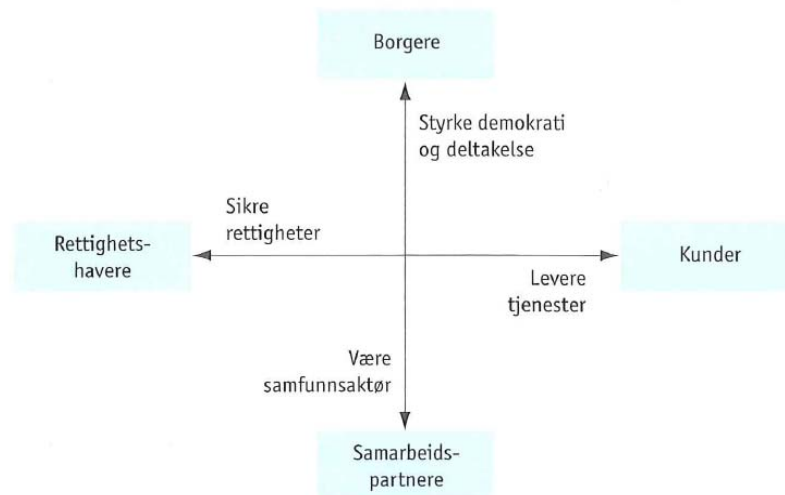 Borgere
Styrke demokrati
og deltakelse
Sikre
rettigheter
Rettighets-
havere
Kunder
Levere
tjenester
Være
samfunnsaktør
Samarbeids-
partnere